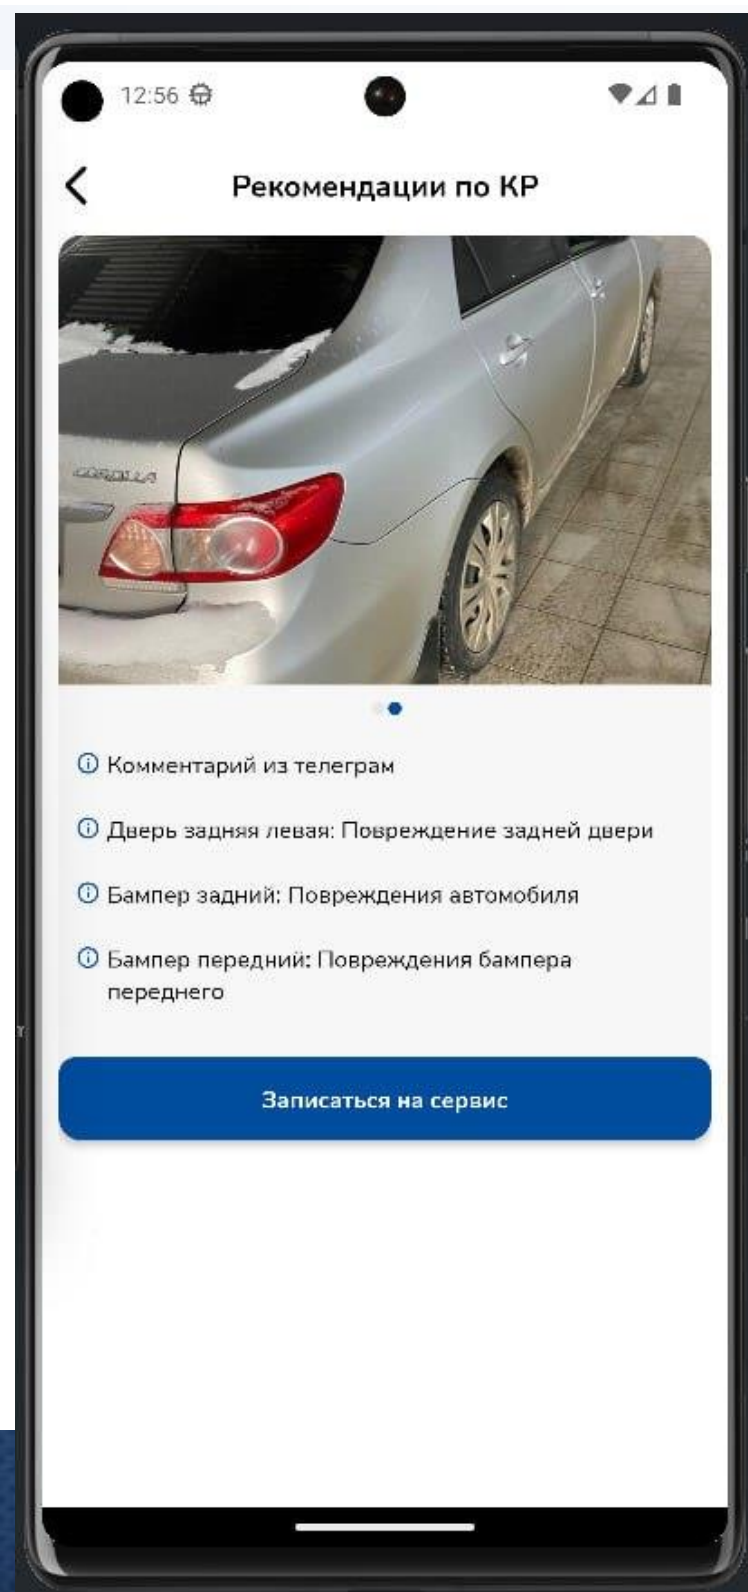 12:56
Рекомендации по КР
COROLLA
Комментарий из телеграм
Дверь задняя левая: Повреждение задней двери
Бампер задний: Повреждения автомобиля
Бампер передний: Повреждения бампера
переднего
Записаться на сервис